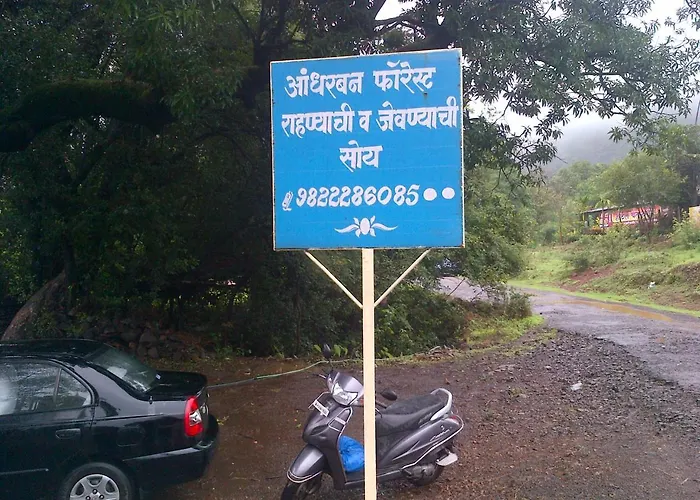 आंधरबन फॉरेस्ट
राहण्याची व जेवण्याची
सोय
9822286085